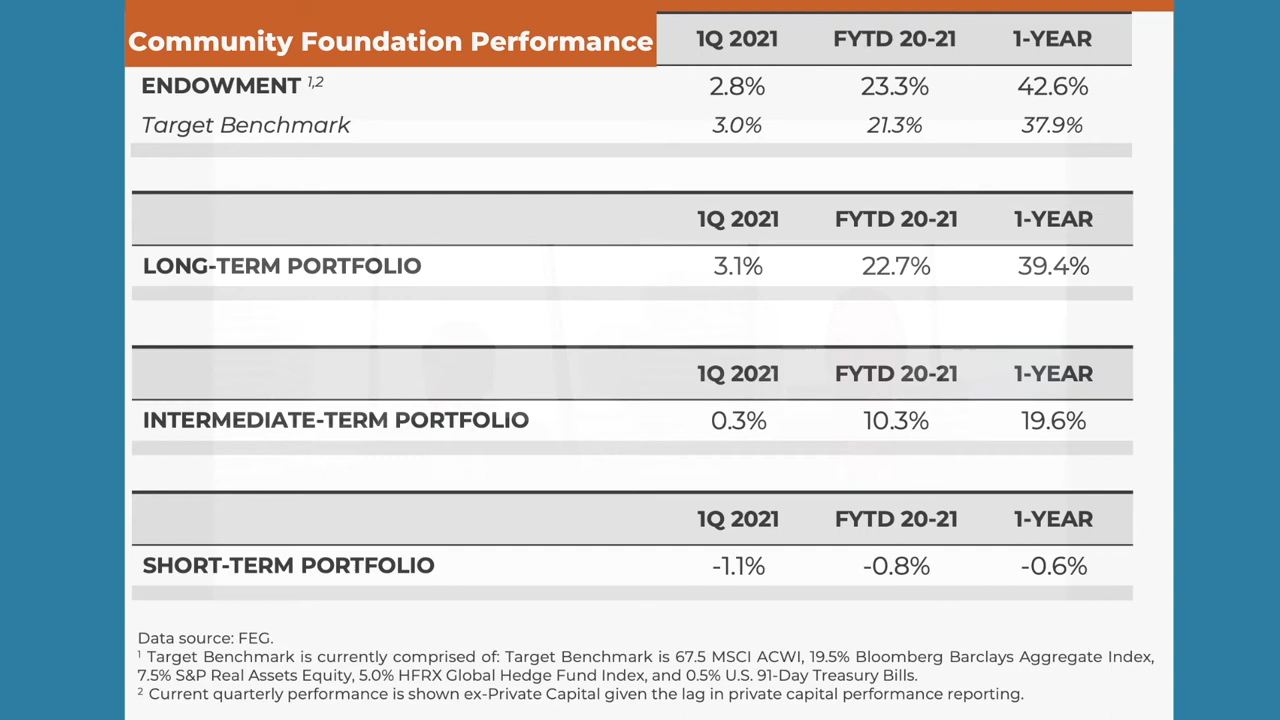 Community Foundation Performance 1Q 2021 FYTD 20-21 1-YEAR
ENDOWMENT 1,2 2.8% 23.3% 42.6%
Target Benchmark 3.0% 21.3% 37.9%
1Q 2021 FYTD 20-21 1-YEAR
LONG-TERM PORTFOLIO 3.1% 22.7% 39.4%
1Q 2021 FYTD 20-21 1-YEAR
INTERMEDIATE-TERM PORTFOLIO 0.3% 10.3% 19.6%
1Q 2021 FYTD 20-21 1-YEAR
SHORT-TERM PORTFOLIO -1.1% -0.8% -0.6%
Data source: FEG.
1 Target Benchmark is currently comprised of: Target Benchmark is 67.5 MSCI ACWI, 19.5% Bloomberg Barclays Aggregate Index,
7.5% S&P Real Assets Equity, 5.0% HFRX Global Hedge Fund Index, and 0.5% U.S. 91-Day Treasury Bills.
2 Current quarterly performance is shown ex-Private Capital given the lag in private capital performance reporting.